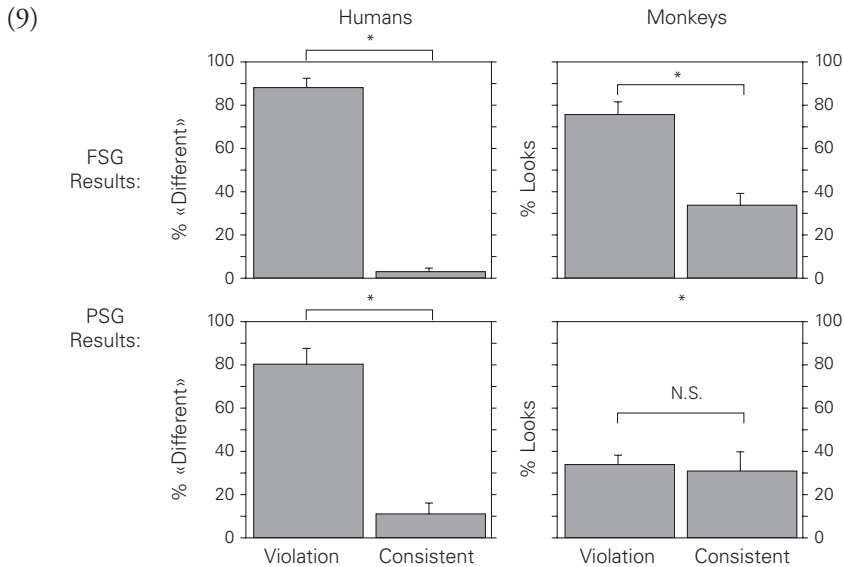 (9)
Humans
Monkeys
*
100
80
60
40
20
0
% «Different»
FSG
Results:
*
100
80
60
40
20
0
% Looks
PSG
Results:
*
100
80
60
40
20
0
% «Different»
Violation
Consistent
*
N.S.
100
80
60
40
20
0
% Looks
Violation
Consistent